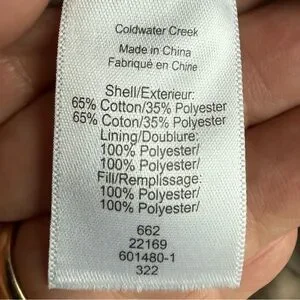 Coldwater Creek
Made in China
Fabriqué en Chine
Shell/Exterieur:
65% Cotton/35% Polyester
65% Coton/35% Polyester
Lining/Doublure:
100% Polyester/
100% Polyester/
Fill/Remplissage:
100% Polyester/
100% Polyester/
662
22169
601480-1
322